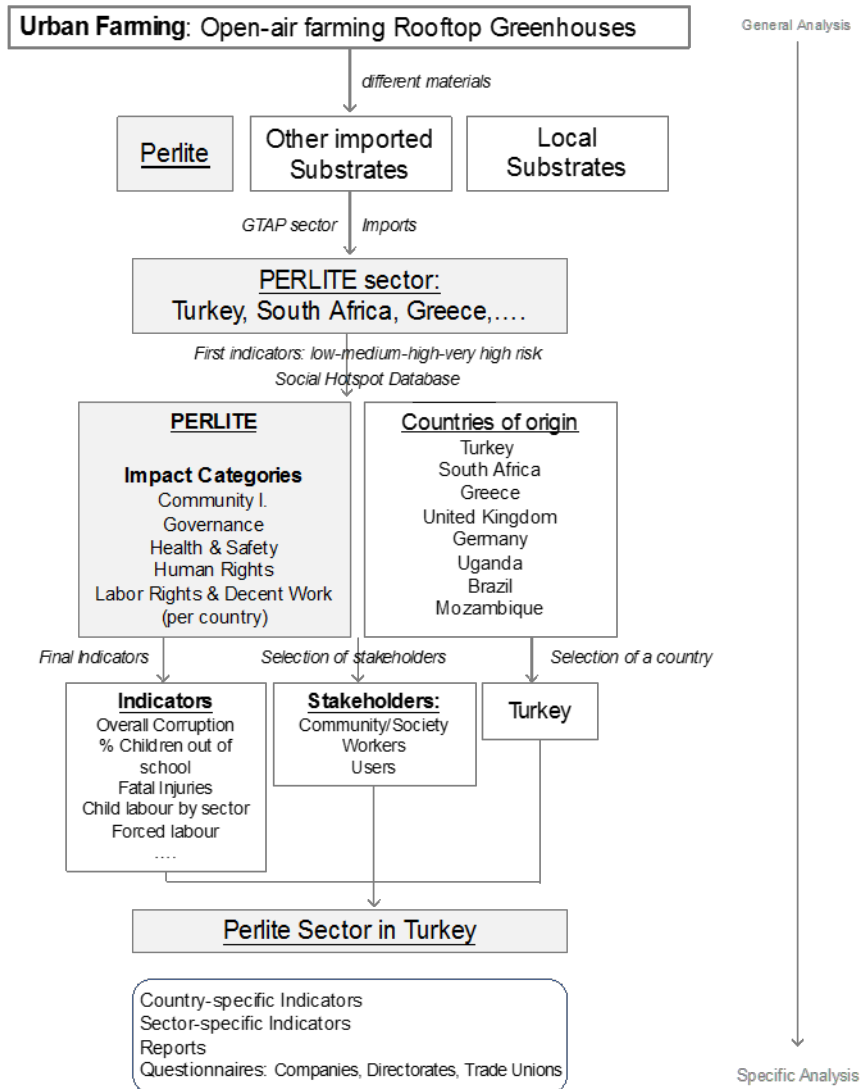 Urban Farming: Open-air farming Rooftop Greenhouses
General Analysis
different materials
Perlite
Other imported
Substrates
Local
Substrates
GTAP sector
Imports
PERLITE sector:
Turkey, South Africa, Greece,....
First indicators: low-medium-high-very high risk
Social Hotspot Database
PERLITE
Impact Categories
Community I.
Governance
Health & Safety
Human Rights
Labor Rights & Decent Work
(per country)
Countries of origin
Turkey
South Africa
Greece
United Kingdom
Germany
Uganda
Brazil
Mozambique
Final Indicators
Selection of stakeholders
Selection of a country
Indicators
Overall Corruption
% Children out of
school
Fatal Injuries
Child labour by sector
Forced labour
....
Stakeholders:
Community/Society
Workers
Users
Turkey
Perlite Sector in Turkey
Country-specific Indicators
Sector-specific Indicators
Reports
Questionnaires: Companies, Directorates, Trade Unions
Specific Analysis